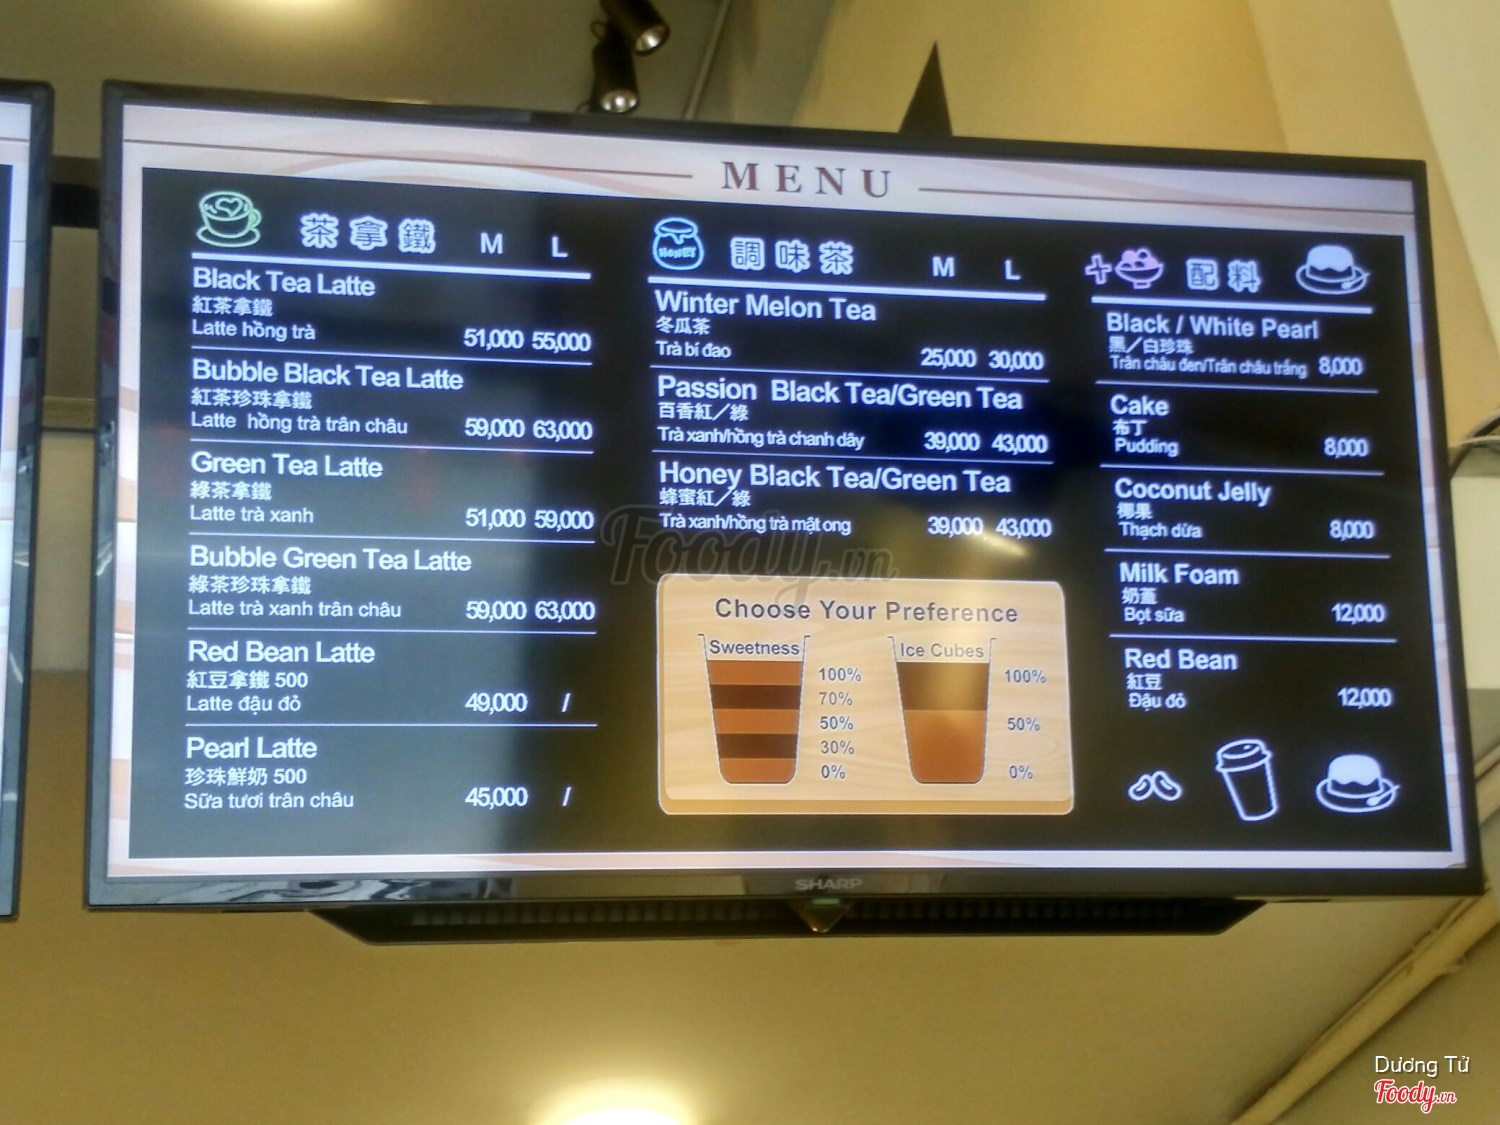 MENU
茶拿鐵 M L
Black Tea Latte
紅茶拿鐵
Latte hồng trà 51,000 55,000
Bubble Black Tea Latte
紅茶珍珠拿鐵
Latte hồng trà trân châu 59,000 63,000
Green Tea Latte
綠茶拿鐵
Latte trà xanh 51,000 59,000
Bubble Green Tea Latte
綠茶珍珠拿鐵
Latte trà xanh trân châu 59,000 63,000
Red Bean Latte
紅豆拿鐵 500
Latte đậu đỏ 49,000 /
Pearl Latte
珍珠鮮奶 500
Sữa tươi trân châu 45,000 /
HONEY 調味茶 M L
Winter Melon Tea
冬瓜茶
Trà bí đao 25,000 30,000
Passion Black Tea/Green Tea
百香紅／綠
Trà xanh/hồng trà chanh dây 39,000 43,000
Honey Black Tea/Green Tea
蜂蜜紅／綠
Trà xanh/hồng trà mật ong 39,000 43,000
Choose Your Preference
Sweetness
100%
70%
50%
30%
0%
Ice Cubes
100%
50%
0%
+ 配料
Black / White Pearl
黑／白珍珠
Trân châu đen/Trân châu trắng 8,000
Cake
布丁
Pudding 8,000
Coconut Jelly
椰果
Thạch dừa 8,000
Milk Foam
奶蓋
Bọt sữa 12,000
Red Bean
紅豆
Đậu đỏ 12,000
Foody.vn
SHARP
Dương Tử
Foody.vn